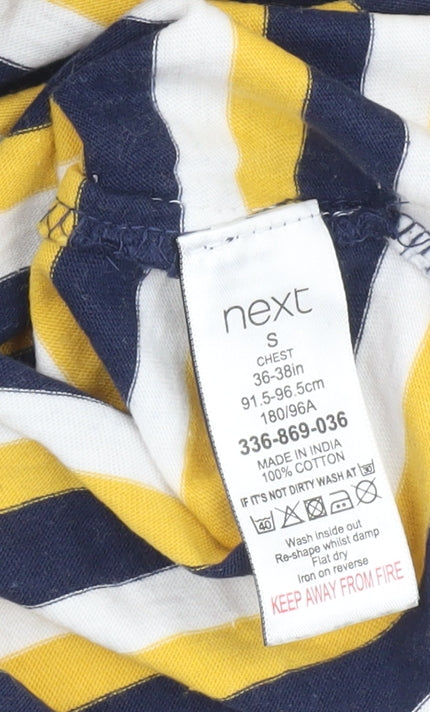 next
S
CHEST
36-38in
91.5-96.5cm
180/96A
336-869-036
MADE IN INDIA
100% COTTON
IF IT'S NOT DIRTY WASH AT 30
40
Wash inside out
Re-shape whilst damp
Flat dry
Iron on reverse
KEEP AWAY FROM FIRE